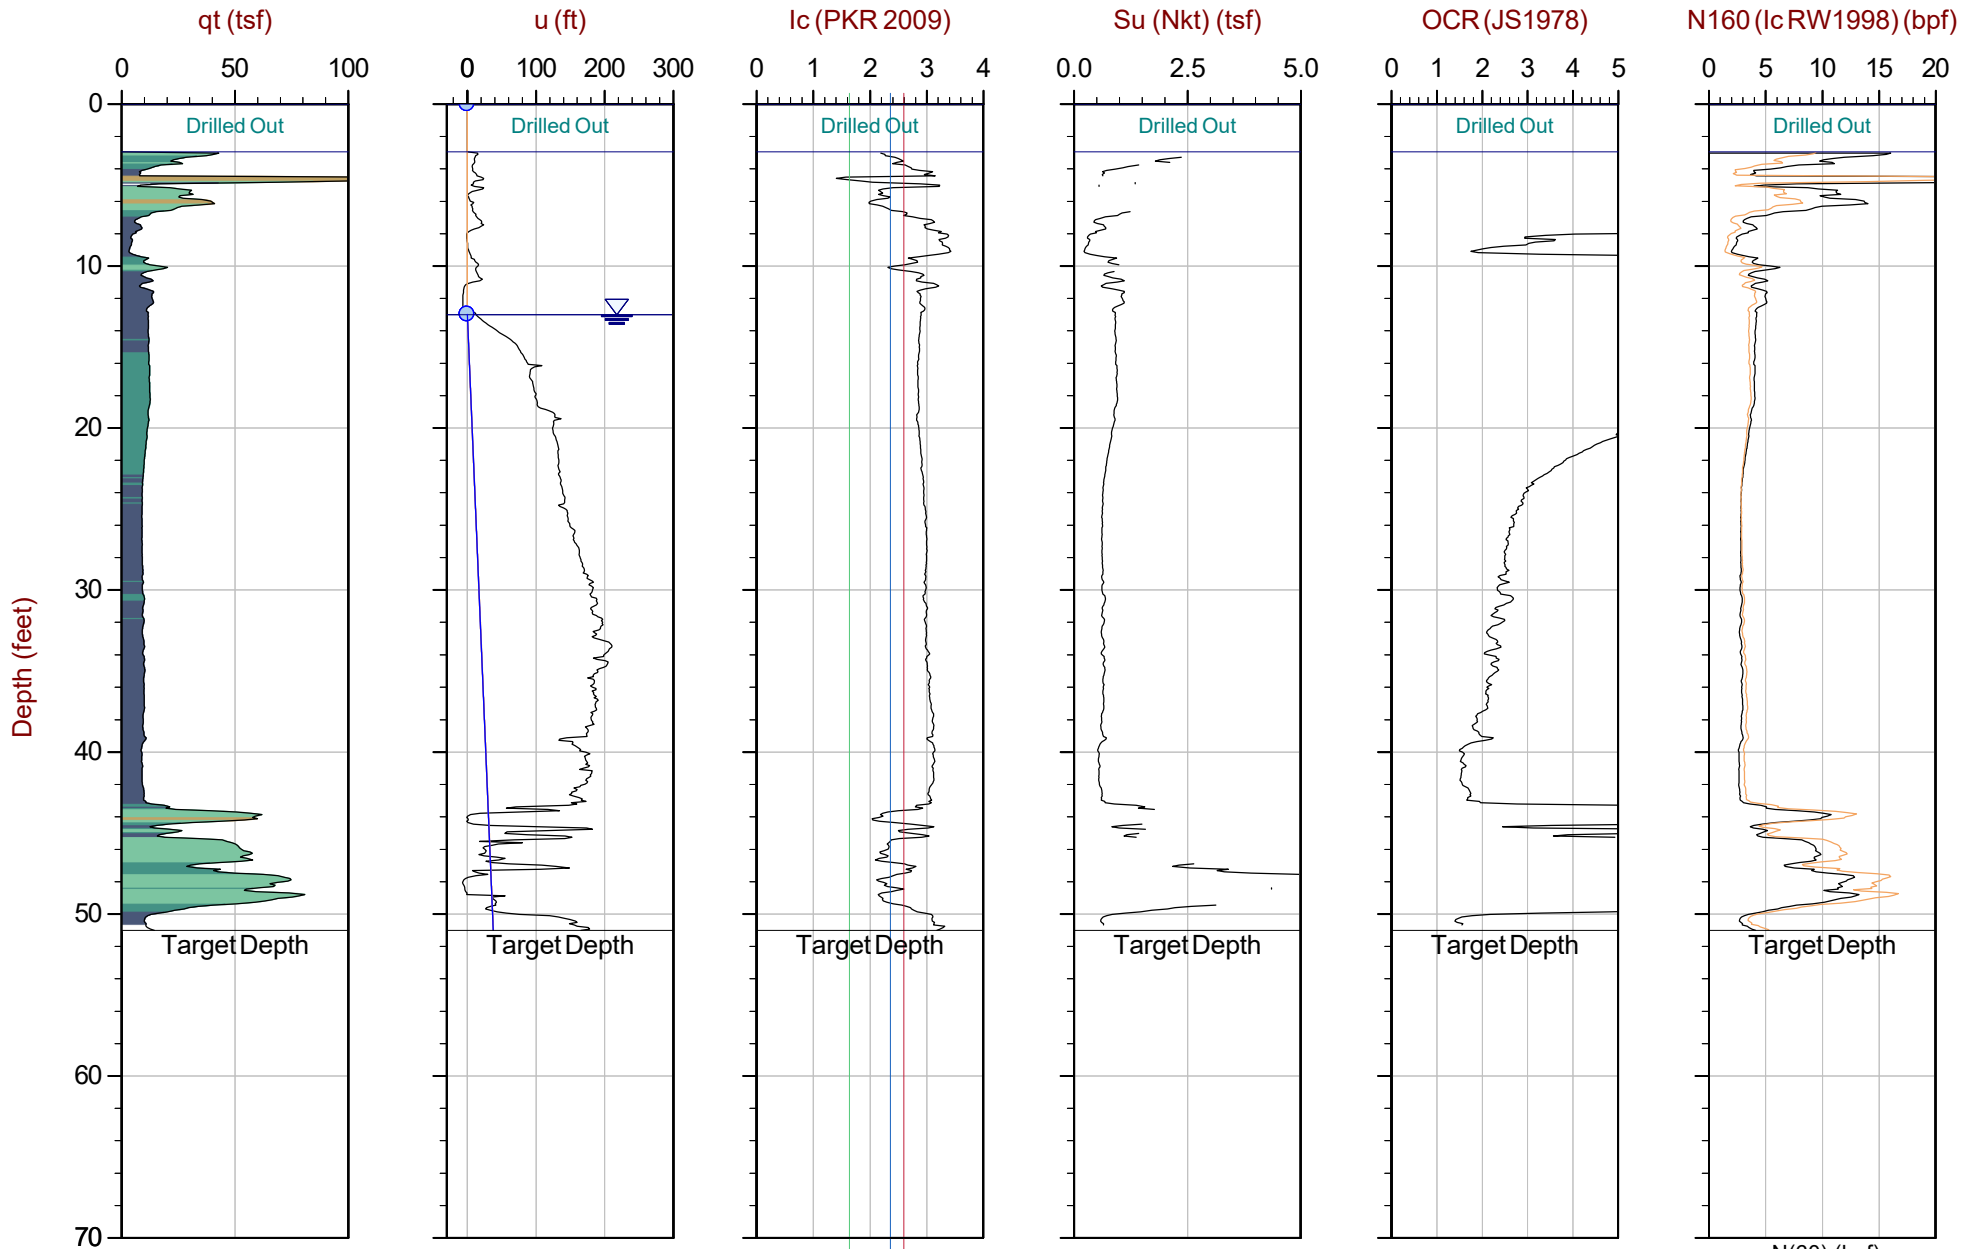 qt (tsf) u (ft) Ic (PKR 2009) Su (Nkt) (tsf) OCR (JS1978) N160 (Ic RW1998) (bpf)
0 50 100 0 100 200 300 0 1 2 3 4 0.0 2.5 5.0 0 1 2 3 4 5 0 5 10 15 20
0
Drilled Out Drilled Out Drilled Out Drilled Out Drilled Out Drilled Out
10
20
30
Depth (feet)
40
50
Target Depth Target Depth Target Depth Target Depth Target Depth Target Depth
60
70